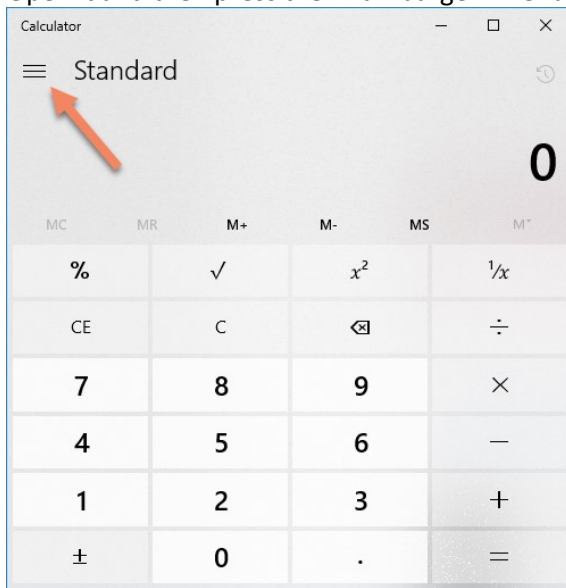 Calculator
Standard
0
MC MR M+ M- MS M˅
% √ x² ¹/x
CE C ⌫ ÷
7 8 9 ×
4 5 6 −
1 2 3 +
± 0 . =